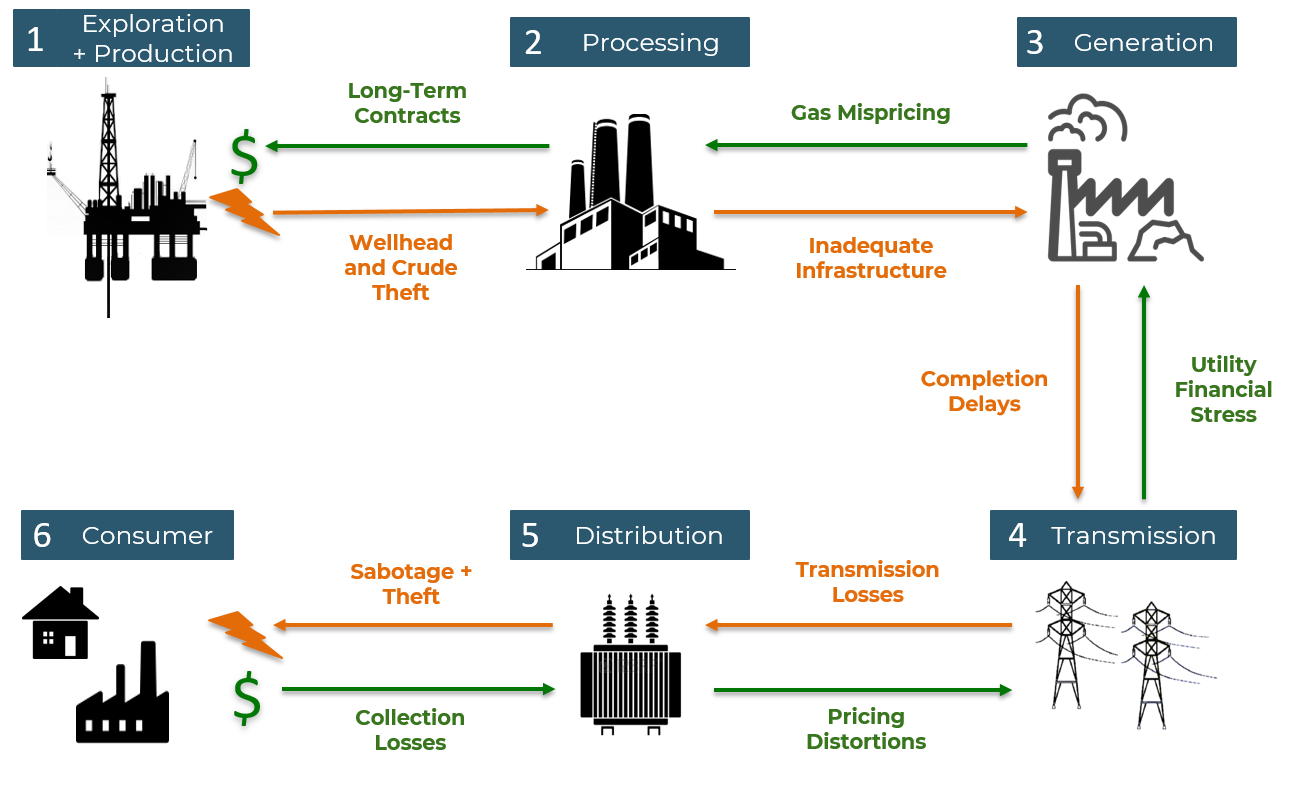 1
Exploration
+ Production
2
Processing
3
Generation
Long-Term
Contracts
Gas Mispricing
$
Wellhead
and Crude
Theft
Inadequate
Infrastructure
Completion
Delays
Utility
Financial
Stress
6
Consumer
5
Distribution
4
Transmission
Sabotage +
Theft
Transmission
Losses
$
Collection
Losses
Pricing
Distortions